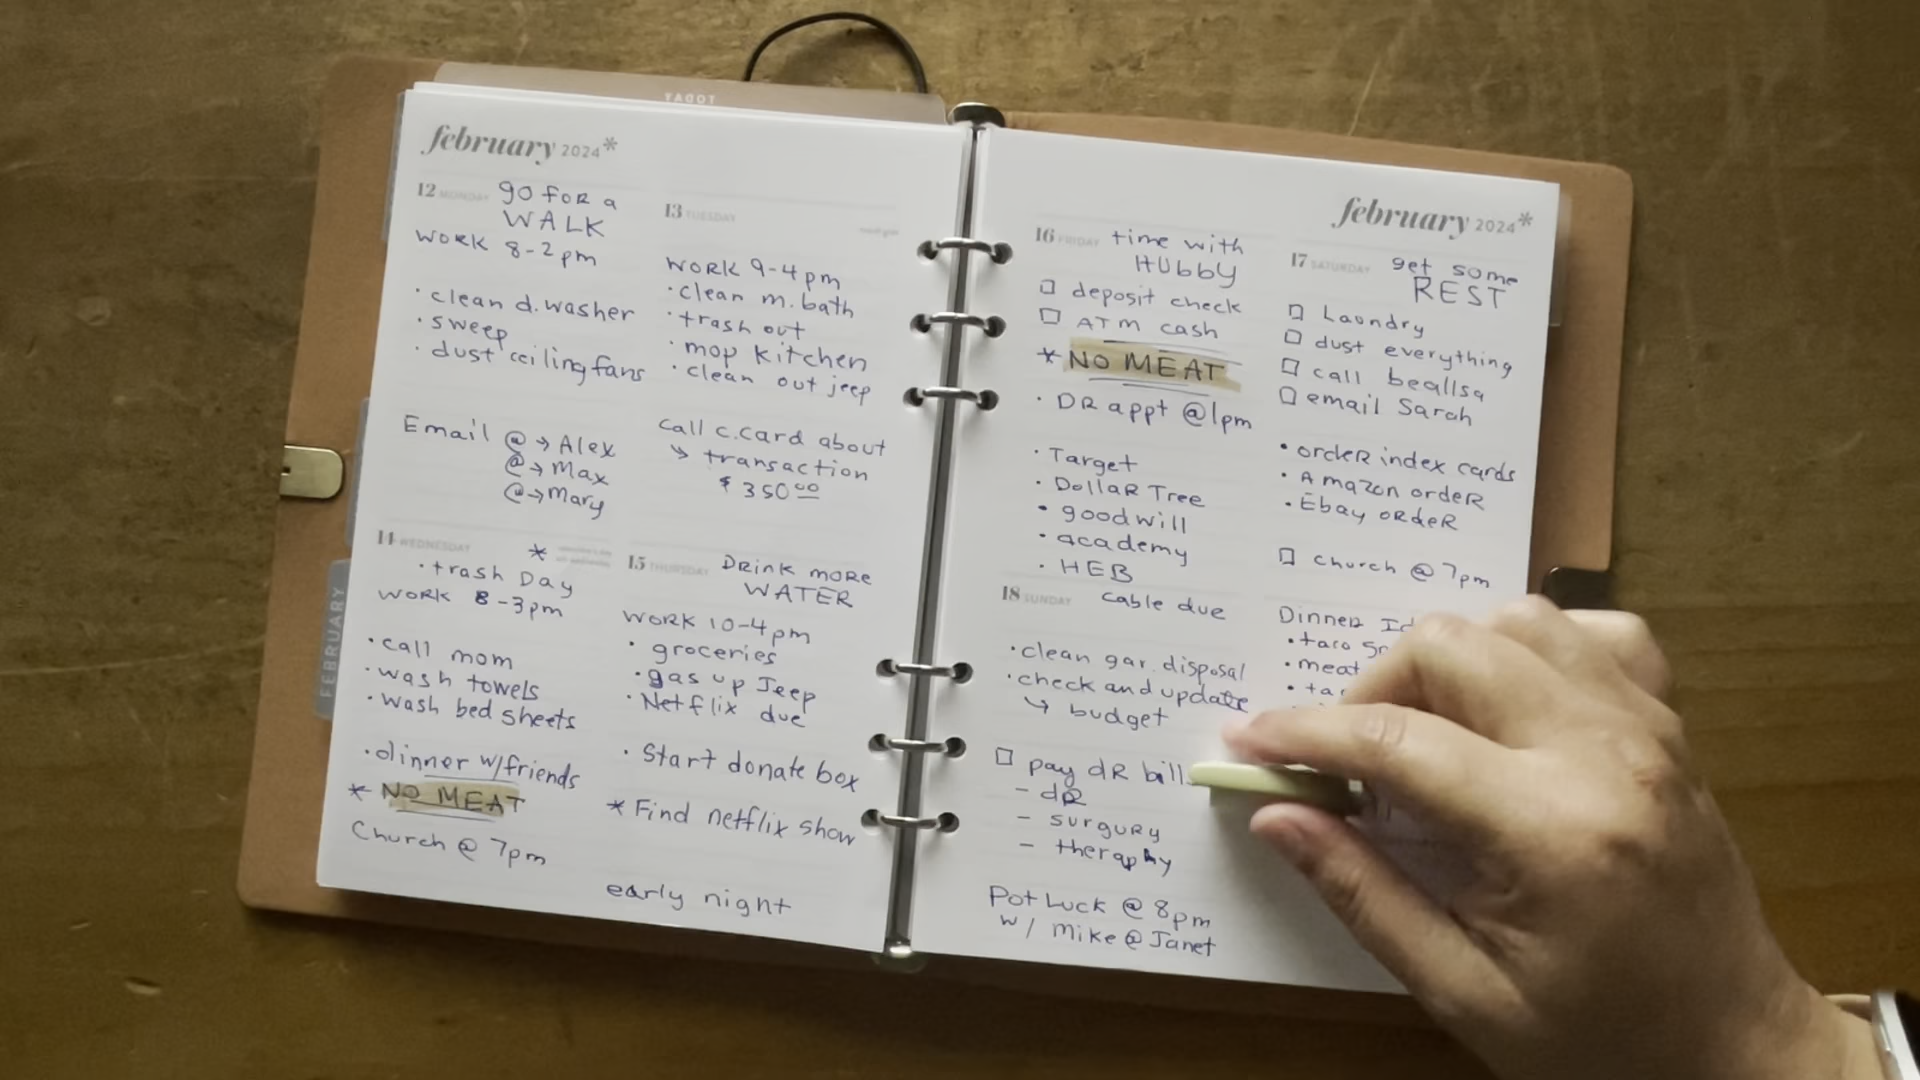 TODAY
february 2024*
12 MONDAY go for a
WALK
WORK 8-2pm
• clean d. washer
• sweep
• dust ceiling fans
Email @→ Alex
@→ Max
@→ Mary
13 TUESDAY
WORK 9-4pm
• clean m. bath
• trash out
• mop kitchen
• clean out jeep
call c.card about
↳ transaction
$ 350.00
14 WEDNESDAY
*
• trash Day
WORK 8-3pm
• call mom
• wash towels
• wash bed sheets
• dinner w/friends
* NO MEAT
Church @ 7pm
15 THURSDAY DRINK MORE
WATER
WORK 10-4pm
• groceries
• gas up Jeep
• Netflix due
• Start donate box
* Find netflix show
early night
FEBRUARY
february 2024*
16 FRIDAY time with
HUbby
☐ deposit check
☐ ATM cash
* NO MEAT
• DR appt @1pm
• Target
• Dollar Tree
• goodwill
• academy
• HEB
17 SATURDAY get some
REST
☐ Laundry
☐ dust everything
☐ call beallsa
☐ email Sarah
• order index cards
• Amazon order
• Ebay order
☐ church @ 7pm
18 SUNDAY cable due
• clean gar. disposal
• check and update
↳ budget
☐ pay dR bill
- dR
- surgury
- theraphy
Pot Luck @ 8pm
w/ mike @ Janet
Dinner
• taco
• meat